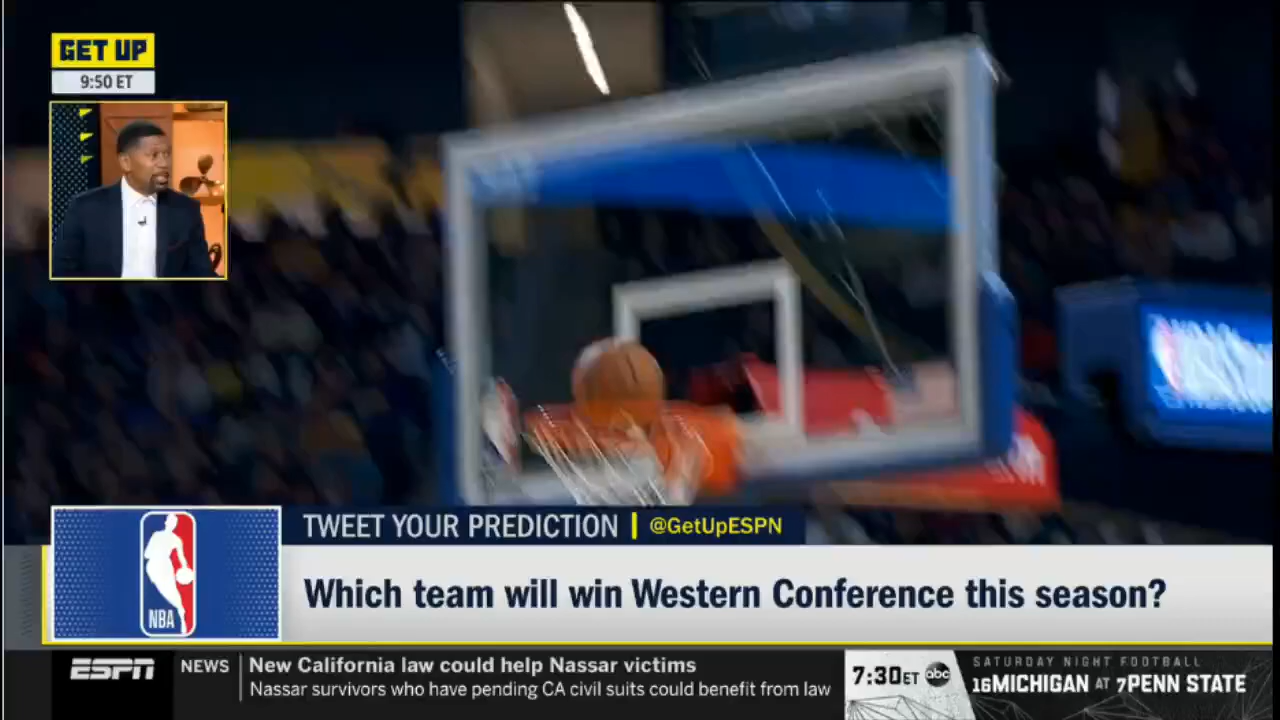 GET UP
9:50 ET
TWEET YOUR PREDICTION | @GetUpESPN
NBA
Which team will win Western Conference this season?
ESPN NEWS
New California law could help Nassar victims
Nassar survivors who have pending CA civil suits could benefit from law
7:30ET abc
SATURDAY NIGHT FOOTBALL
16MICHIGAN AT 7PENN STATE